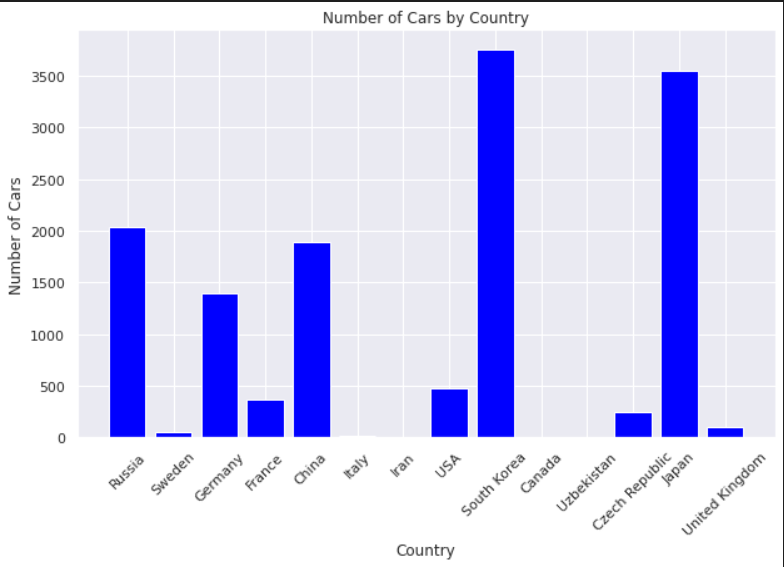 Number of Cars by Country
Number of Cars
3500
3000
2500
2000
1500
1000
500
0
Russia
Sweden
Germany
France
China
Italy
Iran
USA
South Korea
Canada
Uzbekistan
Czech Republic
Japan
United Kingdom
Country